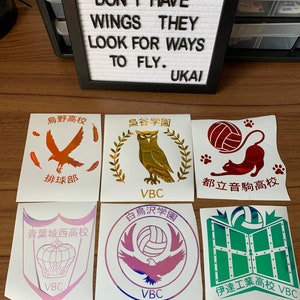 DON'T HAVE
WINGS THEY
LOOK FOR WAYS
TO FLY.
UKAI
烏野高校
排球部
梟谷学園
VBC
都立音駒高校
青葉城西高校
VBC
白鳥沢学園
VBC
伊達工業高校 VBC